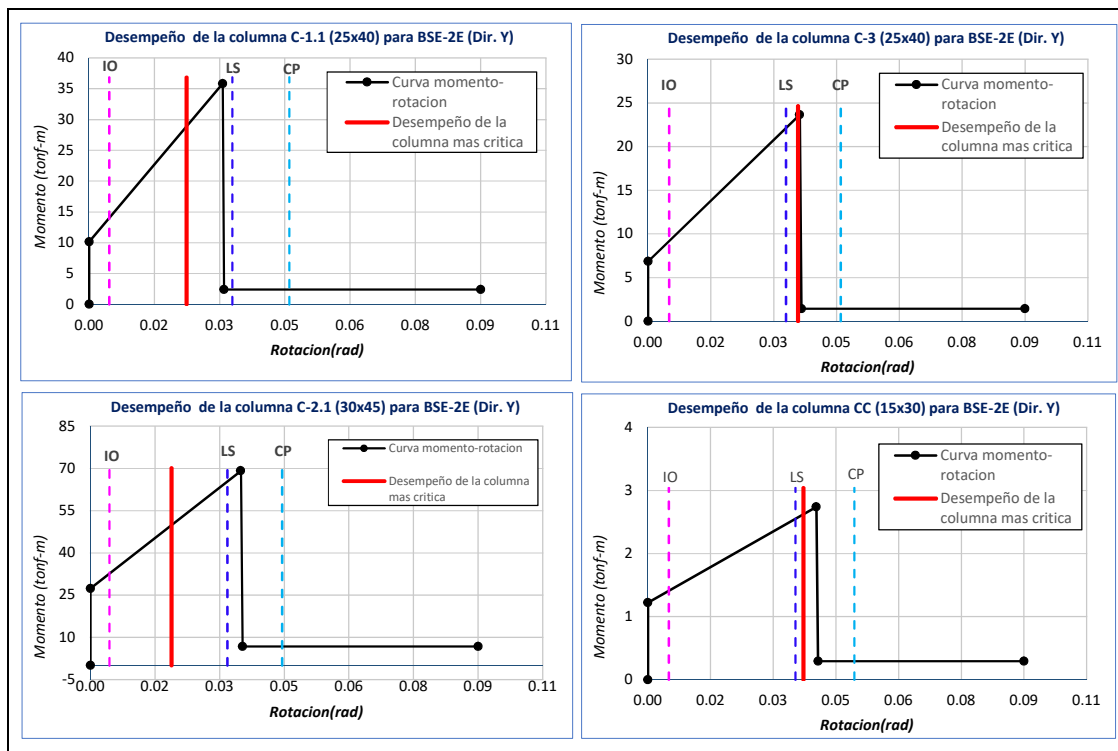 Desempeño de la columna C-1.1 (25x40) para BSE-2E (Dir. Y)
40
35
30
25
20
15
10
5
0
Momento (tonf-m)
IO
LS
CP
Curva momento-
rotacion
Desempeño de la
columna mas critica
0.00 0.02 0.03 0.05 0.06 0.08 0.09 0.11
Rotacion(rad)
Desempeño de la columna C-3 (25x40) para BSE-2E (Dir. Y)
30
25
20
15
10
5
0
Momento (tonf-m)
IO
LS
CP
Curva momento-
rotacion
Desempeño de la
columna mas critica
0.00 0.02 0.03 0.05 0.06 0.08 0.09 0.11
Rotacion(rad)
Desempeño de la columna C-2.1 (30x45) para BSE-2E (Dir. Y)
85
70
55
40
25
10
-5
Momento (tonf-m)
IO
LS
CP
Curva momento-rotacion
Desempeño de la columna
mas critica
0.00 0.02 0.03 0.05 0.06 0.08 0.09 0.11
Rotacion(rad)
Desempeño de la columna CC (15x30) para BSE-2E (Dir. Y)
4
3
2
1
0
Momento (tonf-m)
IO
LS
CP
Curva momento-
rotacion
Desempeño de la
columna mas critica
0.00 0.02 0.03 0.05 0.06 0.08 0.09 0.11
Rotacion(rad)